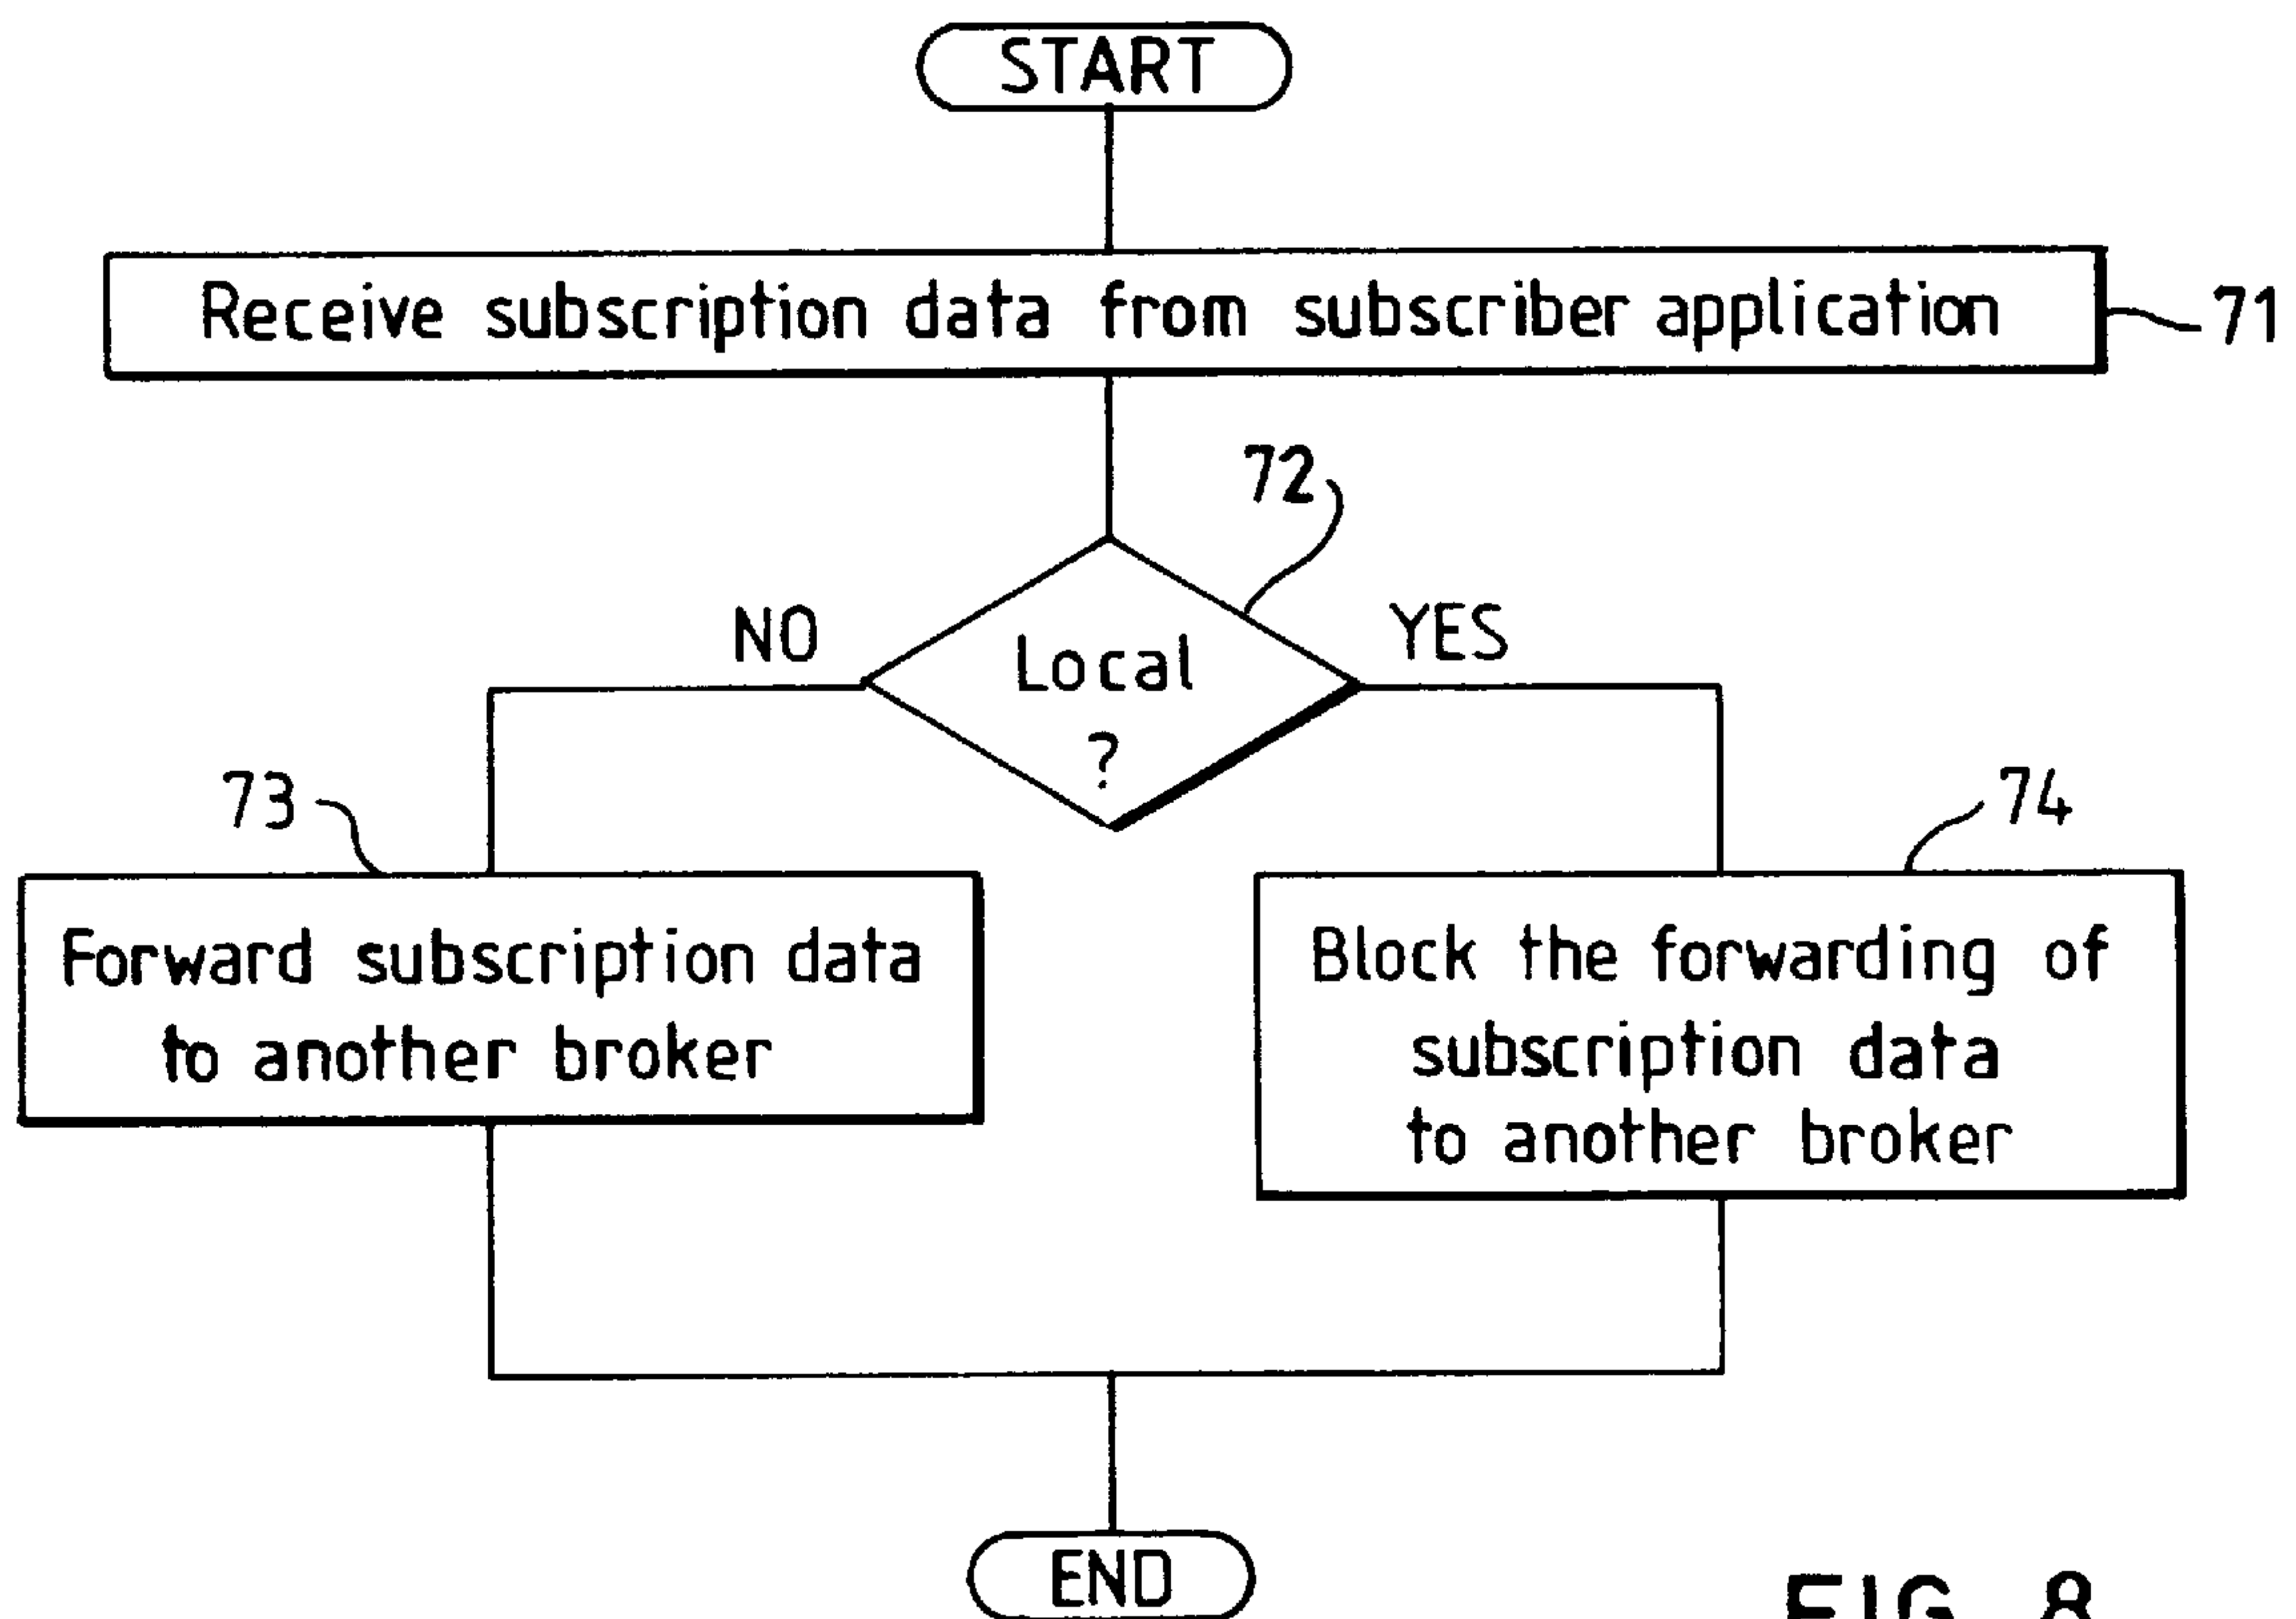 START
Receive subscription data from subscriber application
71
72
NO
YES
Local
?
73
74
Forward subscription data
to another broker
Block the forwarding of
subscription data
to another broker
END
FIG. 8